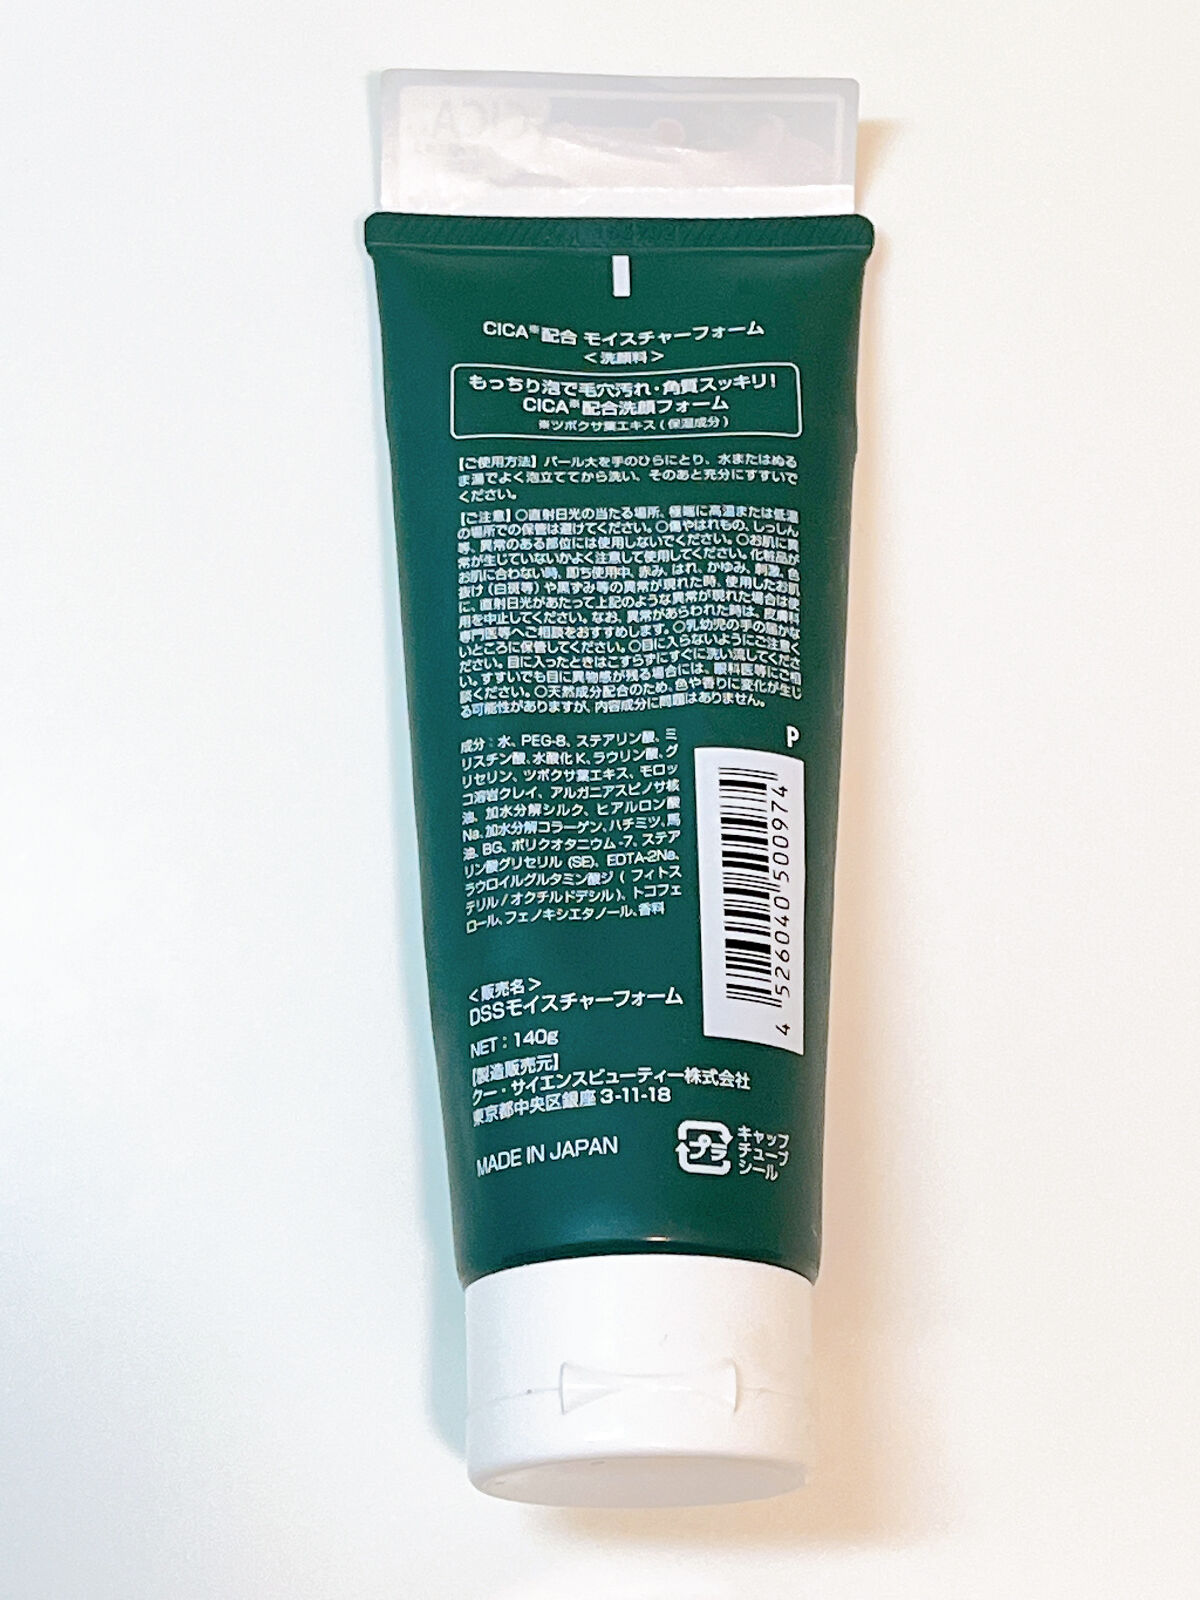 CICA
CICA※配合 モイスチャーフォーム
＜洗顔料＞
もっちり泡で毛穴汚れ・角質スッキリ!
CICA※配合洗顔フォーム
※ツボクサ葉エキス(保湿成分)
【ご使用方法】パール大を手のひらにとり、水またはぬる
ま湯でよく泡立ててから洗い、そのあと充分にすすいで
ください。
【ご注意】○直射日光の当たる場所、極端に高温または低温
の場所での保管は避けてください。○傷やはれもの、しっしん
等、異常のある部位には使用しないでください。○お肌に異
常が生じていないかよく注意して使用してください。化粧品が
お肌に合わない時、即ち使用中、赤み、はれ、かゆみ、刺激、色
抜け(白斑等)や黒ずみ等の異常が現れた時、使用したお肌
に、直射日光があたって上記のような異常が現れた場合は使
用を中止してください。なお、異常があらわれた時は、皮膚科
専門医等へご相談をおすすめします。○乳幼児の手の届かな
いところに保管してください。○目に入らないようにご注意く
ださい。目に入ったときはこすらずにすぐに洗い流してくださ
い。すすいでも目に異物感が残る場合には、眼科医等にご相
談ください。○天然成分配合のため、色や香りに変化が生じ
る可能性がありますが、内容成分に問題はありません。
成分:水、PEG-8、ステアリン酸、ミ
リスチン酸、水酸化K、ラウリン酸、グ
リセリン、ツボクサ葉エキス、モロッ
コ溶岩クレイ、アルガニアスピノサ核
油、加水分解シルク、ヒアルロン酸
Na、加水分解コラーゲン、ハチミツ、馬
油、BG、ポリクオタニウム-7、ステア
リン酸グリセリル(SE)、EDTA-2Na、
ラウロイルグルタミン酸ジ(フィトス
テリル/オクチルドデシル)、トコフェ
ロール、フェノキシエタノール、香料
P
4 526040 500974
＜販売名＞
DSSモイスチャーフォーム
NET:140g
【製造販売元】
クー・サイエンスビューティー株式会社
東京都中央区銀座3-11-18
MADE IN JAPAN
プラ
キャップ
チューブ
シール